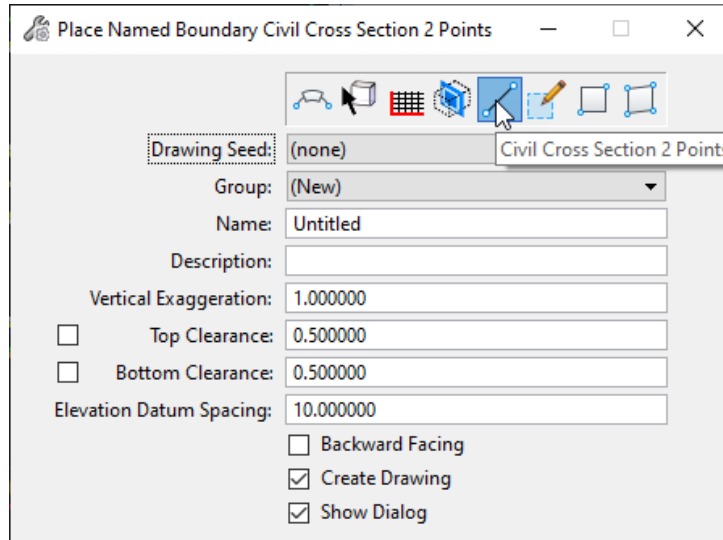 Place Named Boundary Civil Cross Section 2 Points
Drawing Seed: (none)
Civil Cross Section 2 Point
Group: (New)
Name: Untitled
Description:
Vertical Exaggeration: 1.000000
Top Clearance: 0.500000
Bottom Clearance: 0.500000
Elevation Datum Spacing: 10.000000
Backward Facing
Create Drawing
Show Dialog